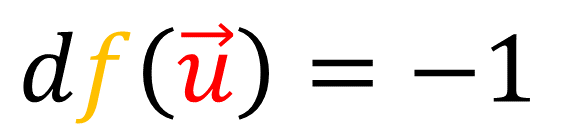 df(u⃗) = −1